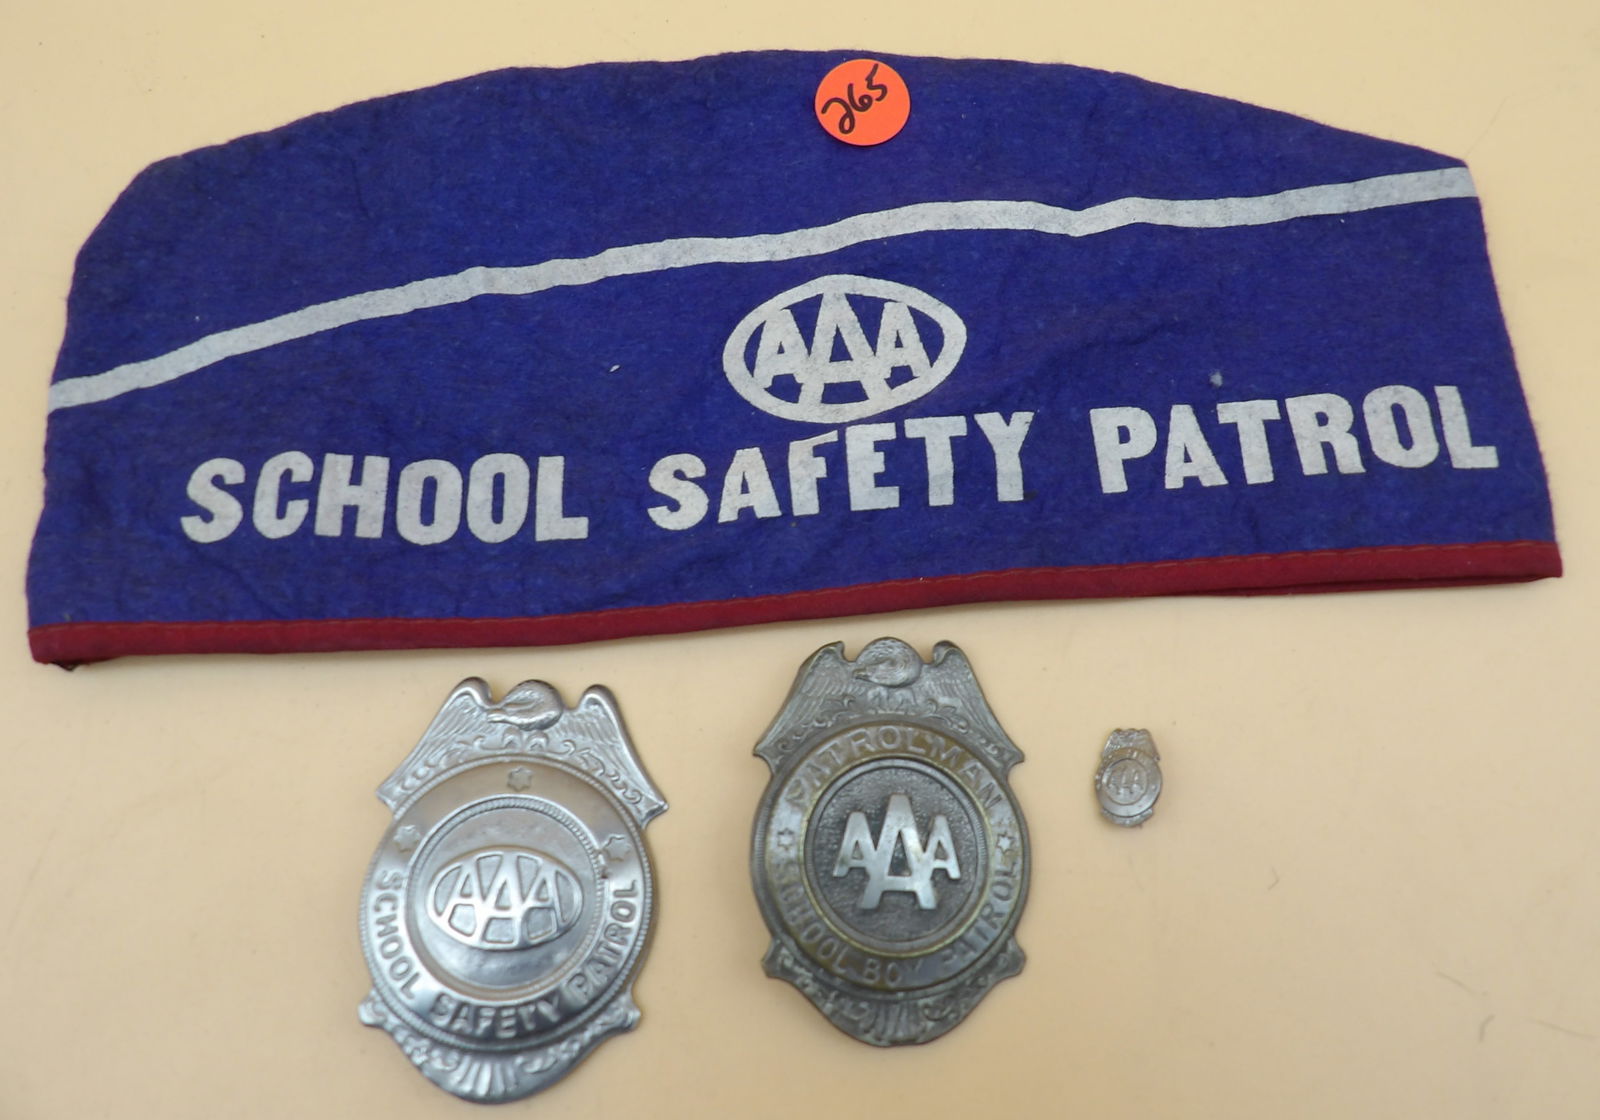 265
AAA
SCHOOL SAFETY PATROL
AAA
SCHOOL SAFETY PATROL
PATROLMAN
AAA
SCHOOL BOY PATROL
AAA